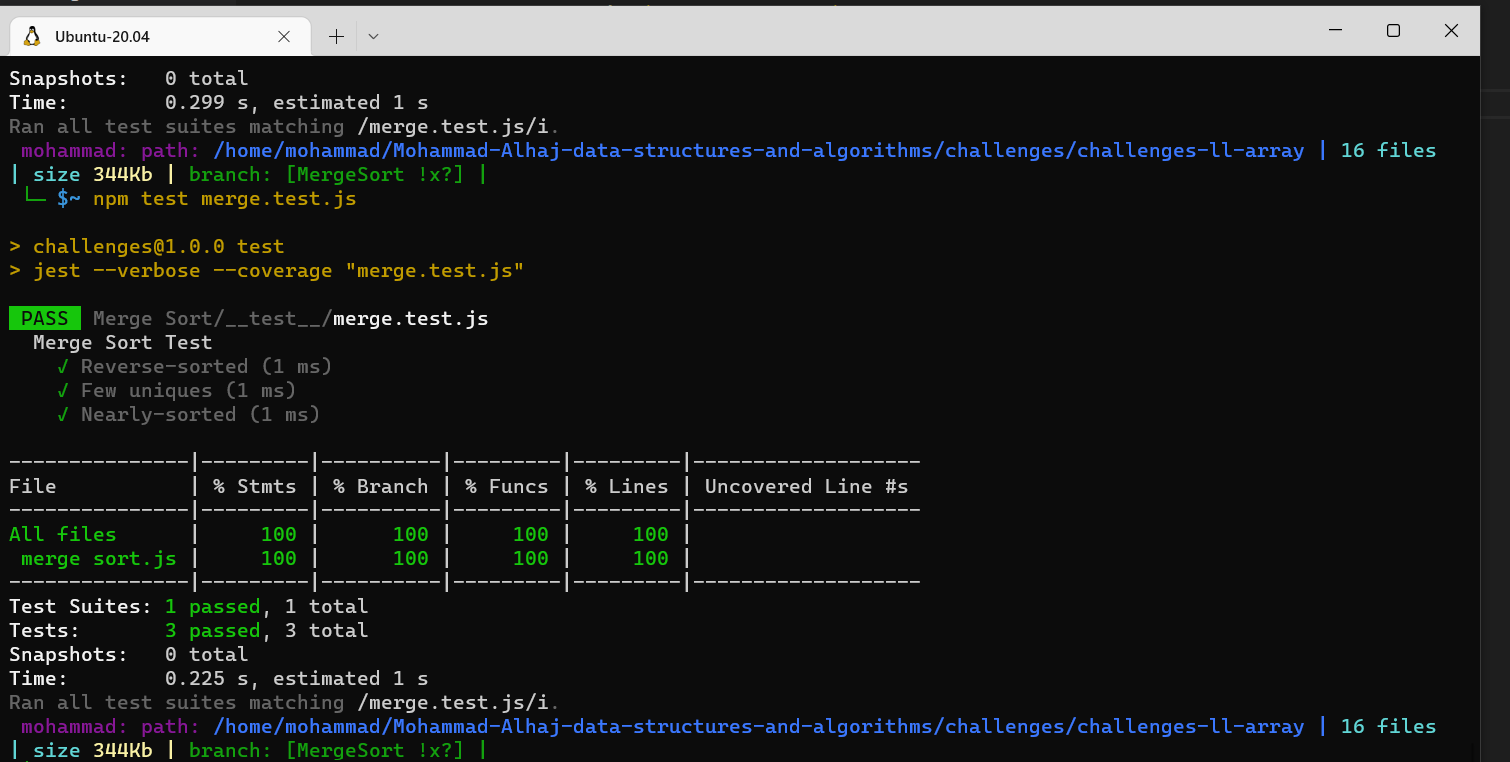 Ubuntu-20.04
Snapshots:   0 total
Time:        0.299 s, estimated 1 s
Ran all test suites matching /merge.test.js/i.
 mohammad: path: /home/mohammad/Mohammad-Alhaj-data-structures-and-algorithms/challenges/challenges-ll-array | 16 files
| size 344Kb | branch: [MergeSort !x?] |
 └─ $~ npm test merge.test.js
> challenges@1.0.0 test
> jest --verbose --coverage "merge.test.js"
 PASS  Merge Sort/__test__/merge.test.js
  Merge Sort Test
    √ Reverse-sorted (1 ms)
    √ Few uniques (1 ms)
    √ Nearly-sorted (1 ms)
---------------|---------|----------|---------|---------|-------------------
File           | % Stmts | % Branch | % Funcs | % Lines | Uncovered Line #s
---------------|---------|----------|---------|---------|-------------------
All files      |     100 |      100 |     100 |     100 |
 merge sort.js |     100 |      100 |     100 |     100 |
---------------|---------|----------|---------|---------|-------------------
Test Suites: 1 passed, 1 total
Tests:       3 passed, 3 total
Snapshots:   0 total
Time:        0.225 s, estimated 1 s
Ran all test suites matching /merge.test.js/i.
 mohammad: path: /home/mohammad/Mohammad-Alhaj-data-structures-and-algorithms/challenges/challenges-ll-array | 16 files
| size 344Kb | branch: [MergeSort !x?] |